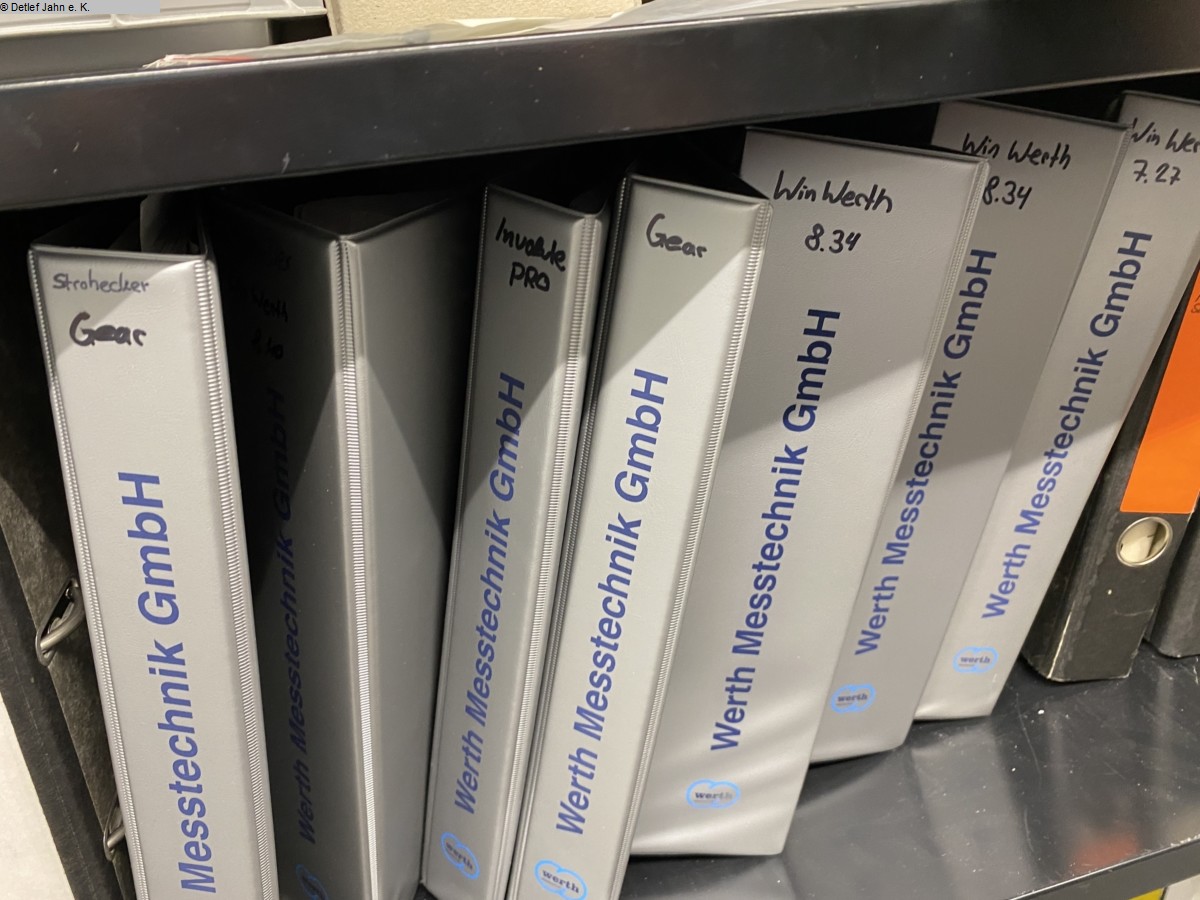 © Detlef Jahn e. K.
Strohecker
Gear
Messtechnik GmbH
Werth Messtechnik GmbH
Involute
PRO
Werth Messtechnik GmbH
werth
Gear
Werth Messtechnik GmbH
werth
Win Werth
8.34
Werth Messtechnik GmbH
werth
Win Werth
8.34
Werth Messtechnik GmbH
werth
Win Wer
7.27
Werth Messtechnik GmbH
werth